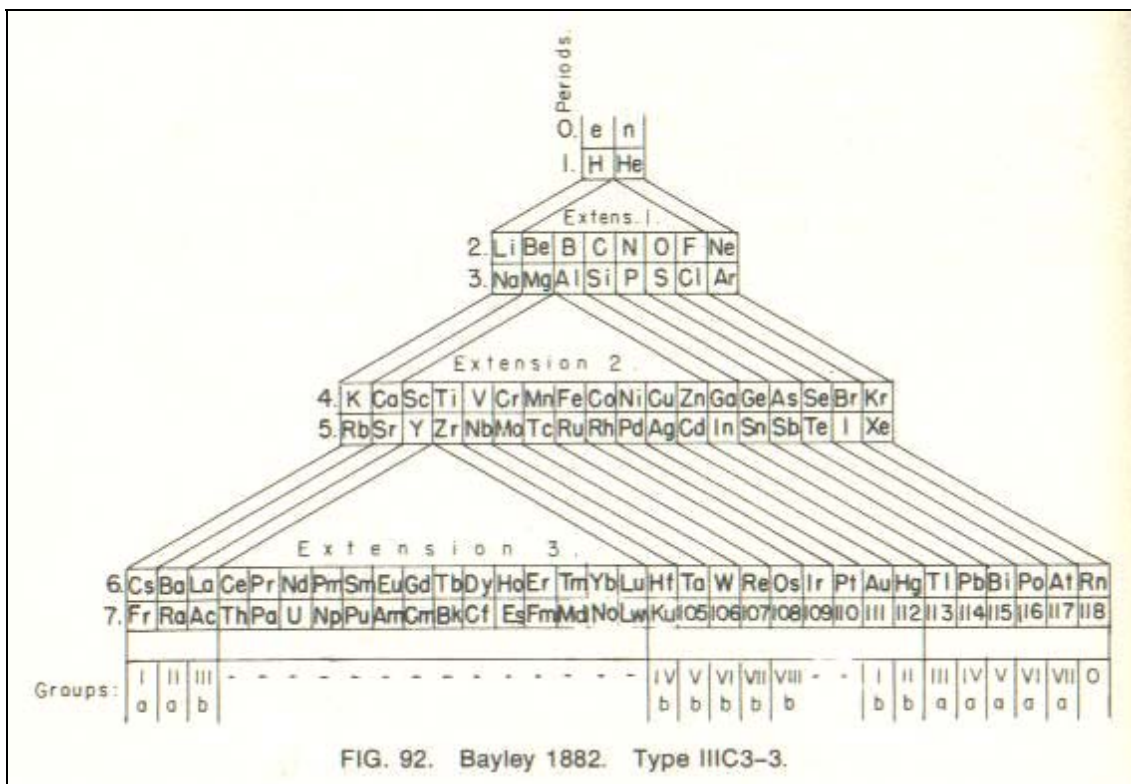 Periods.
0. e n
1. H He
Extens. 1.
2. Li Be B C N O F Ne
3. Na Mg Al Si P S Cl Ar
Extension 2.
4. K Ca Sc Ti V Cr Mn Fe Co Ni Cu Zn Ga Ge As Se Br Kr
5. Rb Sr Y Zr Nb Mo Tc Ru Rh Pd Ag Cd In Sn Sb Te I Xe
Extension 3.
6. Cs Ba La Ce Pr Nd Pm Sm Eu Gd Tb Dy Ho Er Tm Yb Lu Hf Ta W Re Os Ir Pt Au Hg Tl Pb Bi Po At Rn
7. Fr Ra Ac Th Pa U Np Pu Am Cm Bk Cf Es Fm Md No Lw Ku 105 106 107 108 109 110 111 112 113 114 115 116 117 118
Groups: I a II a III b - - - - - - - - - - - - - - IV b V b VI b VII b VIII b - - I b II b III a IV a V a VI a VII a O
FIG. 92. Bayley 1882. Type IIIC3-3.